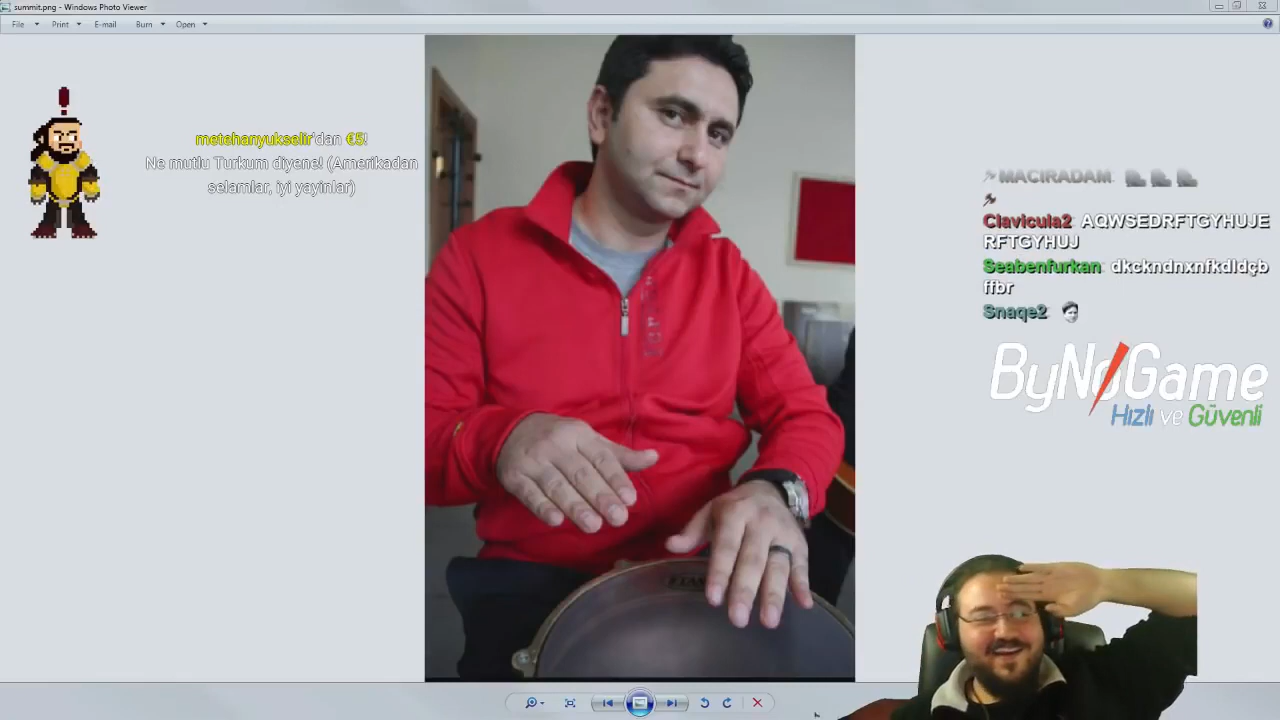 summit.png - Windows Photo Viewer
File Print E-mail Burn Open
metehanyukselir'dan €5!
Ne mutlu Turkum diyene! (Amerikadan
selamlar, iyi yayinlar)
MACIRADAM:
Clavicula2: AQWSEDRFTGYHUJE
RFTGYHUJ
Seabenfurkan: dkckndnxnfkdldçb
ffbr
Snaqe2:
ByNoGame
Hızlı ve Güvenli
TAMA